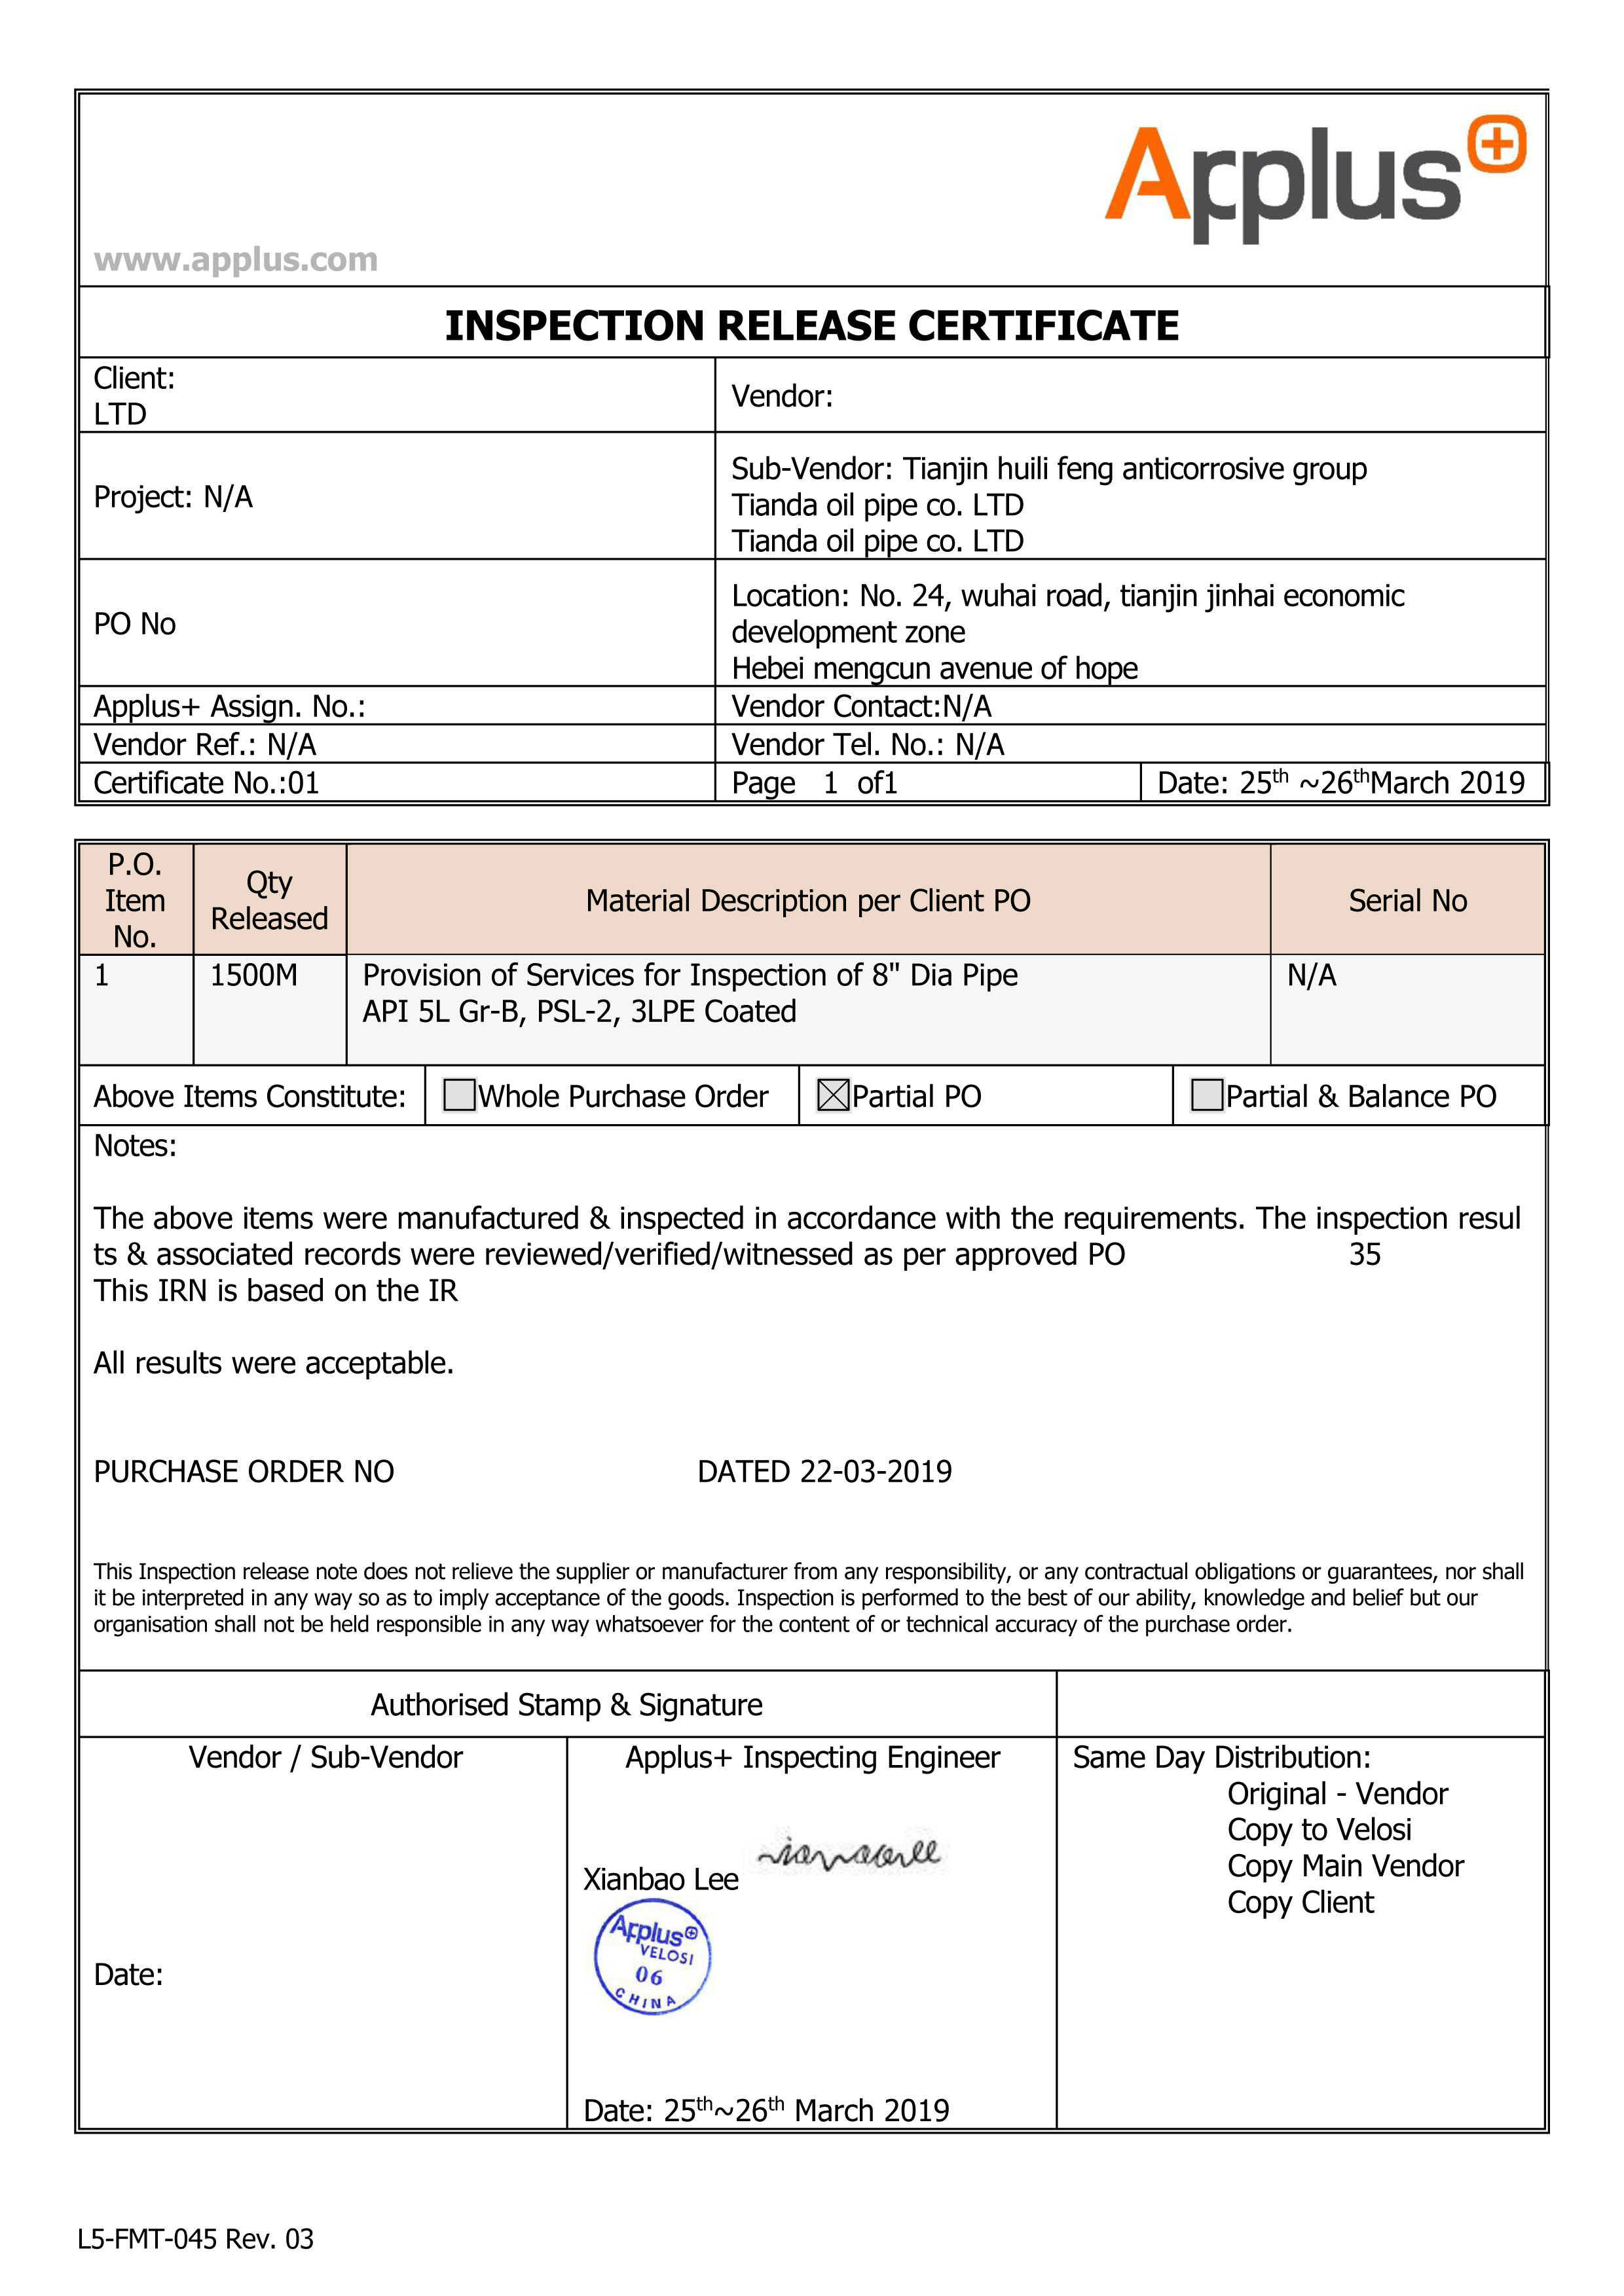 Applus+
www.applus.com
INSPECTION RELEASE CERTIFICATE
Client:
LTD
Vendor:
Project: N/A
Sub-Vendor: Tianjin huili feng anticorrosive group
Tianda oil pipe co. LTD
Tianda oil pipe co. LTD
PO No
Location: No. 24, wuhai road, tianjin jinhai economic
development zone
Hebei mengcun avenue of hope
Applus+ Assign. No.:
Vendor Contact:N/A
Vendor Ref.: N/A
Vendor Tel. No.: N/A
Certificate No.:01
Page 1 of1
Date: 25th ~26thMarch 2019
P.O.
Item
No.
Qty
Released
Material Description per Client PO
Serial No
1
1500M
Provision of Services for Inspection of 8" Dia Pipe
API 5L Gr-B, PSL-2, 3LPE Coated
N/A
Above Items Constitute:
Whole Purchase Order
Partial PO
Partial & Balance PO
Notes:
The above items were manufactured & inspected in accordance with the requirements. The inspection resul
ts & associated records were reviewed/verified/witnessed as per approved PO 35
This IRN is based on the IR
All results were acceptable.
PURCHASE ORDER NO DATED 22-03-2019
This Inspection release note does not relieve the supplier or manufacturer from any responsibility, or any contractual obligations or guarantees, nor shall
it be interpreted in any way so as to imply acceptance of the goods. Inspection is performed to the best of our ability, knowledge and belief but our
organisation shall not be held responsible in any way whatsoever for the content of or technical accuracy of the purchase order.
Authorised Stamp & Signature
Vendor / Sub-Vendor
Date:
Applus+ Inspecting Engineer
Xianbao Lee
Applus+
VELOSI
06
CHINA
Date: 25th~26th March 2019
Same Day Distribution:
Original - Vendor
Copy to Velosi
Copy Main Vendor
Copy Client
L5-FMT-045 Rev. 03